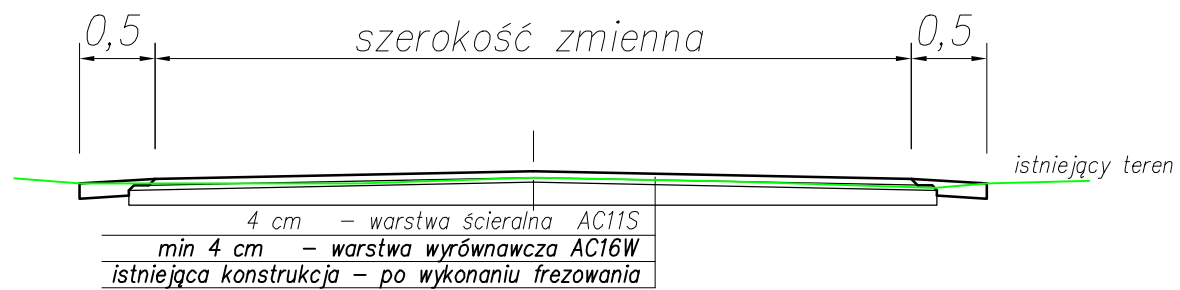 0,5 szerokość zmienna 0,5
istniejący teren
4 cm – warstwa ścieralna AC11S
min 4 cm – warstwa wyrównawcza AC16W
istniejąca konstrukcja – po wykonaniu frezowania